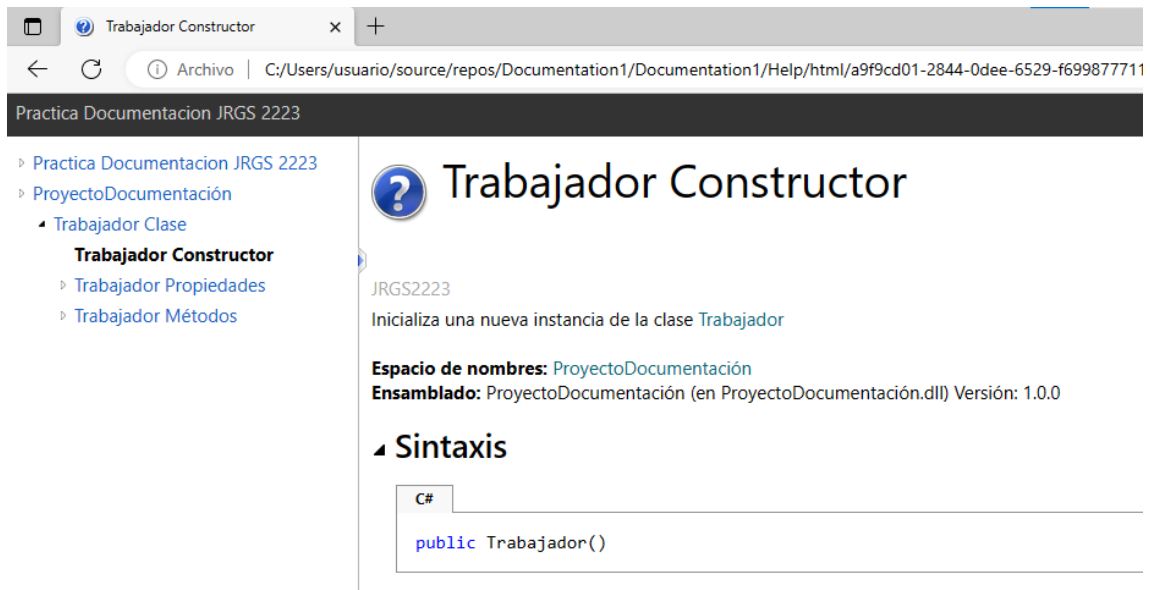 Trabajador Constructor
Archivo | C:/Users/usuario/source/repos/Documentation1/Documentation1/Help/html/a9f9cd01-2844-0dee-6529-f699877711
Practica Documentacion JRGS 2223
Practica Documentacion JRGS 2223
ProyectoDocumentación
Trabajador Clase
Trabajador Constructor
Trabajador Propiedades
Trabajador Métodos
Trabajador Constructor
JRGS2223
Inicializa una nueva instancia de la clase Trabajador
Espacio de nombres: ProyectoDocumentación
Ensamblado: ProyectoDocumentación (en ProyectoDocumentación.dll) Versión: 1.0.0
Sintaxis
C#
public Trabajador()